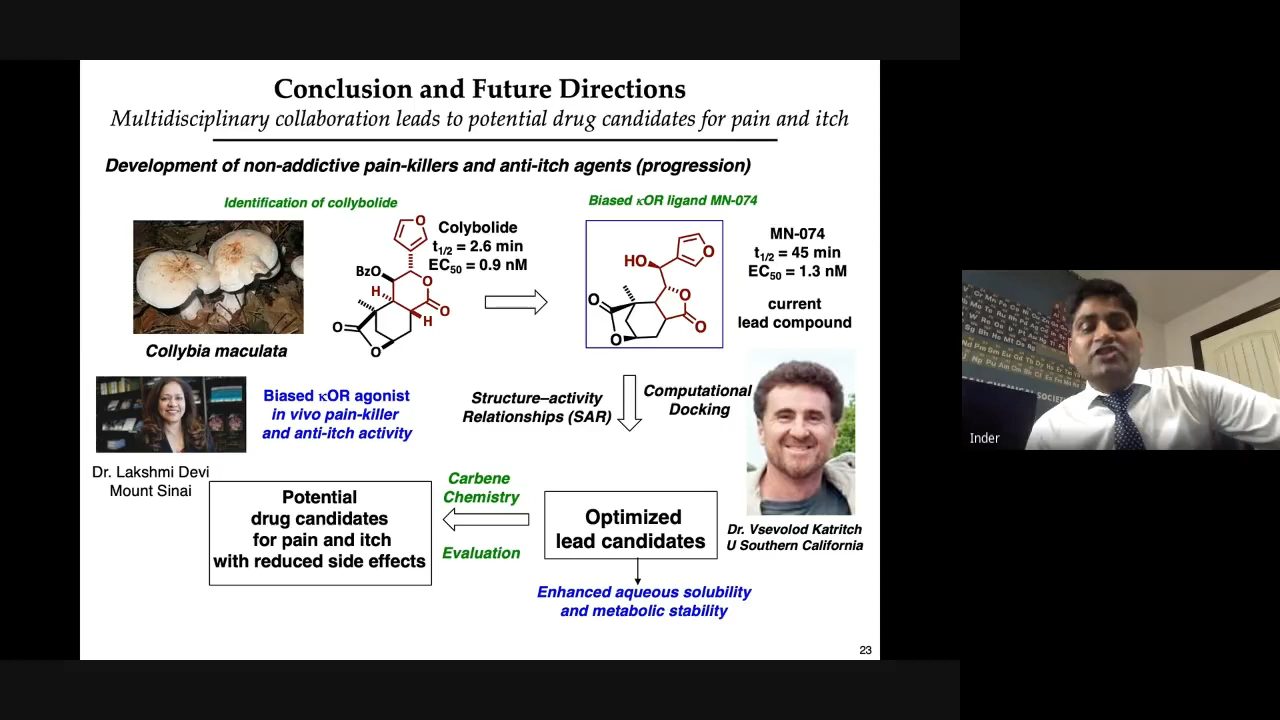 Conclusion and Future Directions
Multidisciplinary collaboration leads to potential drug candidates for pain and itch
Development of non-addictive pain-killers and anti-itch agents (progression)
Identification of collybolide
Biased κOR ligand MN-074
Colybolide
t1/2 = 2.6 min
EC50 = 0.9 nM
O
BzO
H
O
O
H
O
O
HO
O
O
O
O
O
MN-074
t1/2 = 45 min
EC50 = 1.3 nM
current
lead compound
Collybia maculata
Biased κOR agonist
in vivo pain-killer
and anti-itch activity
Structure–activity
Relationships (SAR)
Computational
Docking
Dr. Lakshmi Devi
Mount Sinai
Potential
drug candidates
for pain and itch
with reduced side effects
Carbene
Chemistry
Evaluation
Optimized
lead candidates
Dr. Vsevolod Katritch
U Southern California
Enhanced aqueous solubility
and metabolic stability
23
Inder